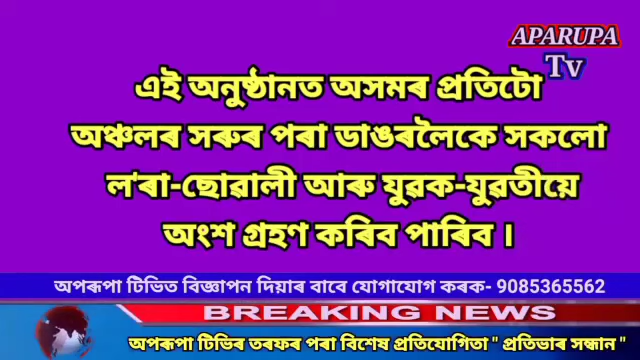 APARUPA
Tv
এই অনুষ্ঠানত অসমৰ প্ৰতিটো
অঞ্চলৰ সৰুৰ পৰা ডাঙৰলৈকে সকলো
ল'ৰা-ছোৱালী আৰু যুৱক-যুৱতীয়ে
অংশ গ্ৰহণ কৰিব পাৰিব ।
অপৰূপা টিভিত বিজ্ঞাপন দিয়াৰ বাবে যোগাযোগ কৰক- 9085365562
BREAKING NEWS
অপৰূপা টিভিৰ তৰফৰ পৰা বিশেষ প্ৰতিযোগিতা " প্ৰতিভাৰ সন্ধান "